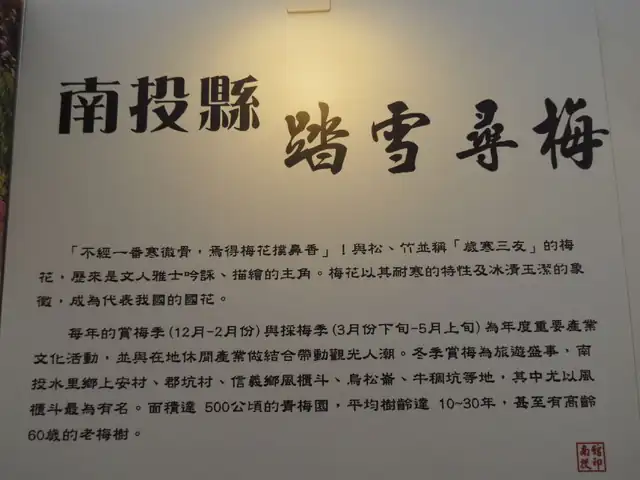 南投縣 踏雪尋梅
「不經一番寒徹骨，焉得梅花撲鼻香」！與松、竹並稱「歲寒三友」的梅
花，歷來是文人雅士吟詠、描繪的主角。梅花以其耐寒的特性及冰清玉潔的象
徵，成為代表我國的國花。
每年的賞梅季(12月-2月份)與採梅季(3月份下旬-5月上旬)為年度重要產業
文化活動，並與在地休閒產業做結合帶動觀光人潮。冬季賞梅為旅遊盛事，南
投水里鄉上安村、郡坑村、信義鄉風櫃斗、烏松崙、牛稠坑等地，其中尤以風
櫃斗最為有名。面積達 500公頃的青梅園，平均樹齡達 10~30年，甚至有高齡
60歲的老梅樹。